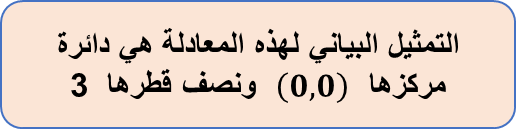 التمثيل البياني لهذه المعادلة هي دائرة
مركزها (0,0) ونصف قطرها 3